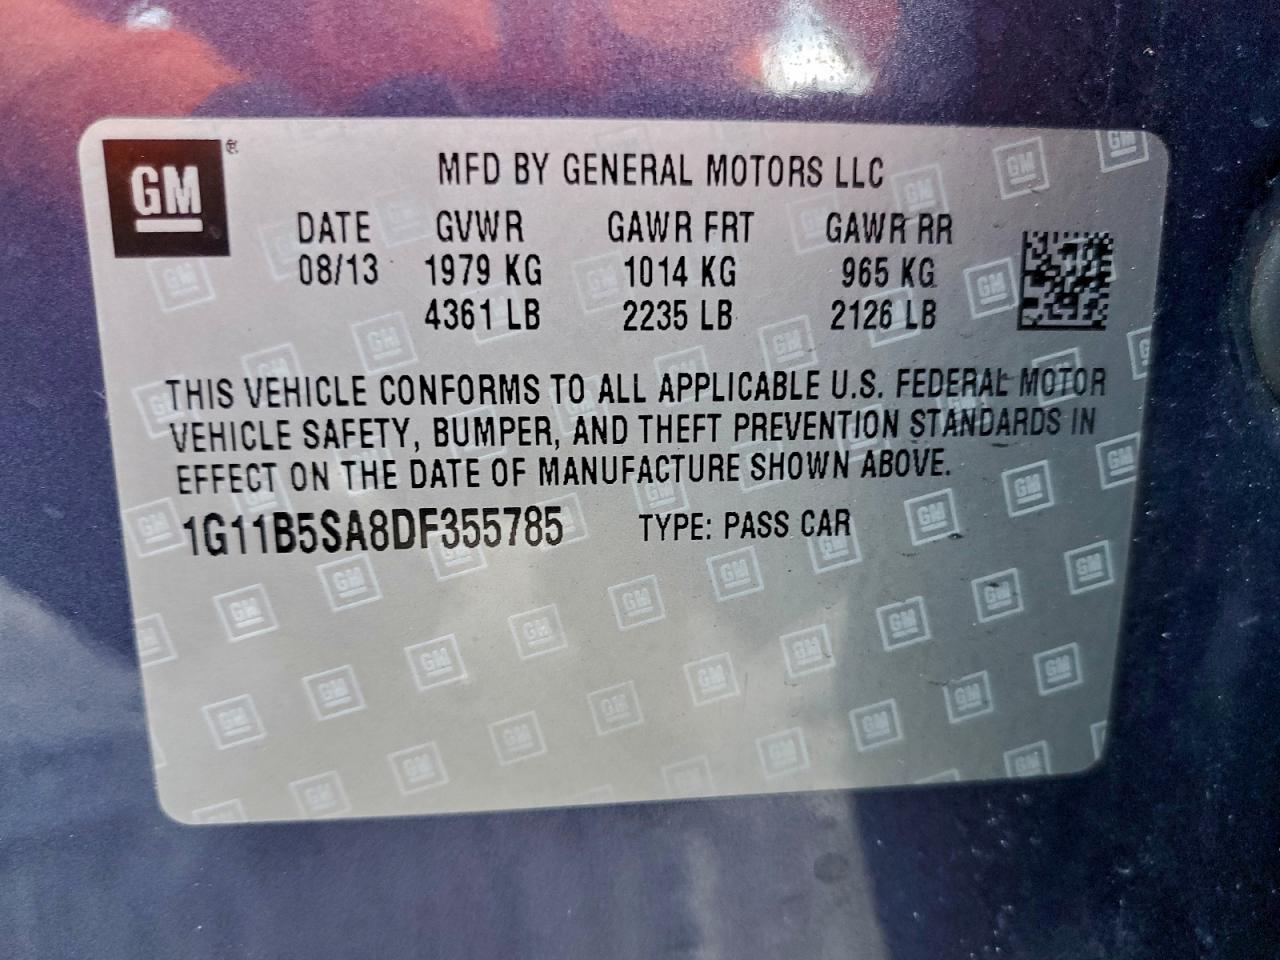 GM ®
MFD BY GENERAL MOTORS LLC
DATE GVWR GAWR FRT GAWR RR
08/13 1979 KG 1014 KG 965 KG
4361 LB 2235 LB 2126 LB
THIS VEHICLE CONFORMS TO ALL APPLICABLE U.S. FEDERAL MOTOR
VEHICLE SAFETY, BUMPER, AND THEFT PREVENTION STANDARDS IN
EFFECT ON THE DATE OF MANUFACTURE SHOWN ABOVE.
1G11B5SA8DF355785 TYPE: PASS CAR